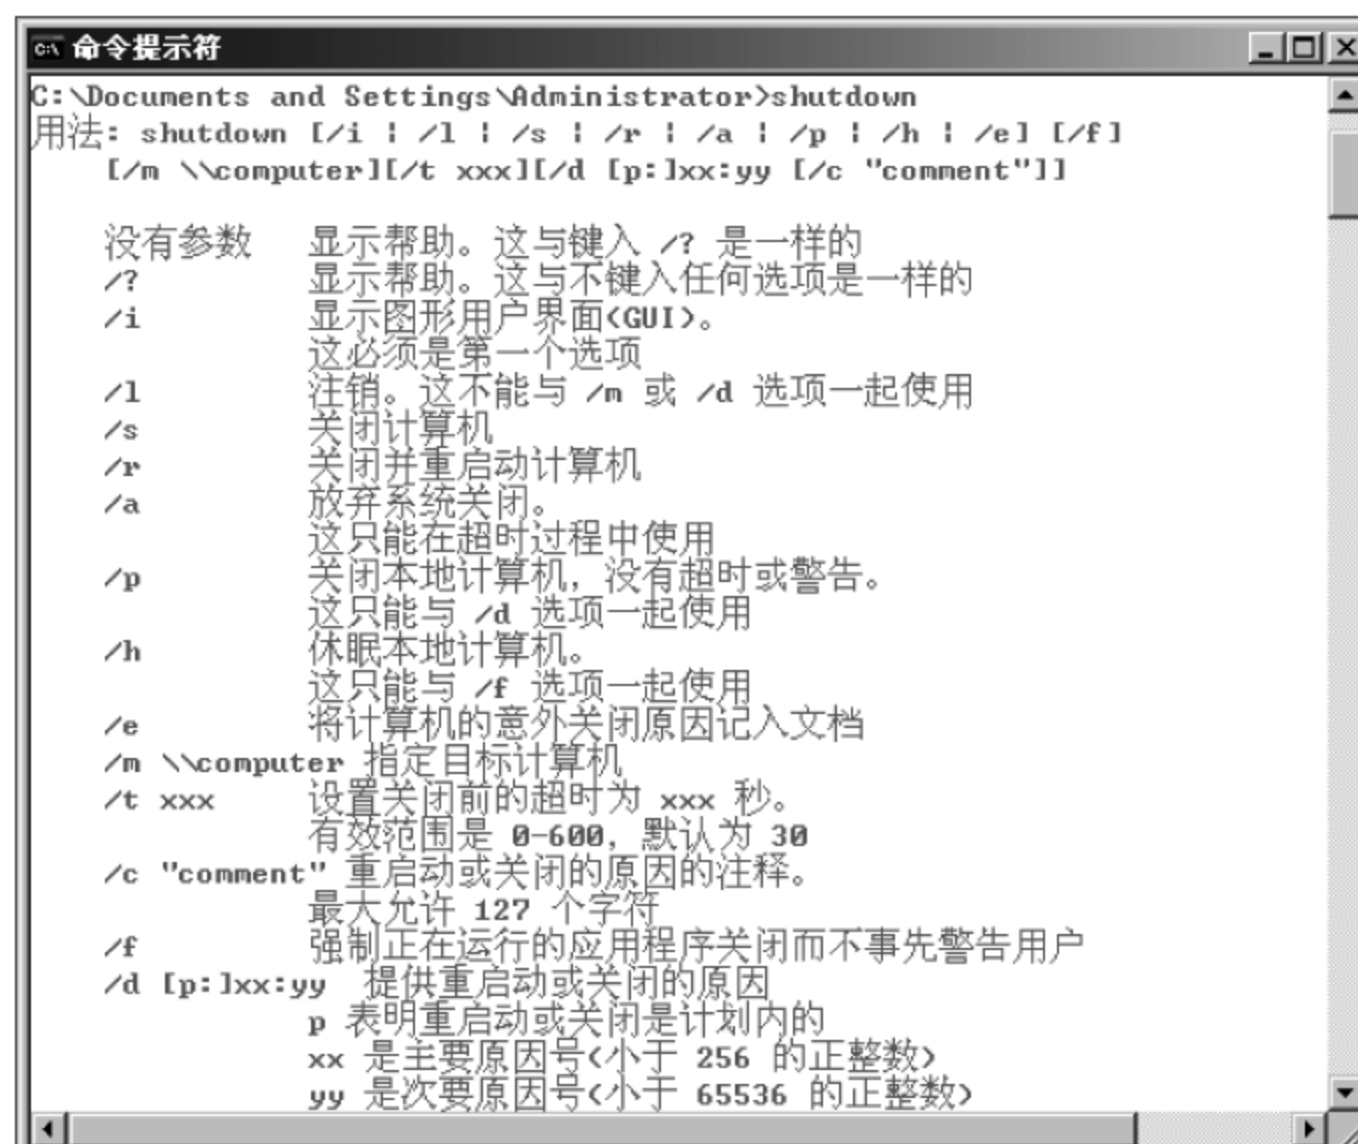 命令提示符
C:\Documents and Settings\Administrator>shutdown
用法: shutdown [/i | /l | /s | /r | /a | /p | /h | /e] [/f]
[/m \\computer][/t xxx][/d [p:]xx:yy [/c "comment"]]
没有参数 显示帮助。这与键入 /? 是一样的
/? 显示帮助。这与不键入任何选项是一样的
/i 显示图形用户界面(GUI)。
这必须是第一个选项
/l 注销。这不能与 /m 或 /d 选项一起使用
/s 关闭计算机
/r 关闭并重启动计算机
/a 放弃系统关闭。
这只能在超时过程中使用
/p 关闭本地计算机，没有超时或警告。
这只能与 /d 选项一起使用
/h 休眠本地计算机。
这只能与 /f 选项一起使用
/e 将计算机的意外关闭原因记入文档
/m \\computer 指定目标计算机
/t xxx 设置关闭前的超时为 xxx 秒。
有效范围是 0-600，默认为 30
/c "comment" 重启动或关闭的原因的注释。
最大允许 127 个字符
/f 强制正在运行的应用程序关闭而不事先警告用户
/d [p:]xx:yy 提供重启动或关闭的原因
p 表明重启动或关闭是计划内的
xx 是主要原因号(小于 256 的正整数)
yy 是次要原因号(小于 65536 的正整数)